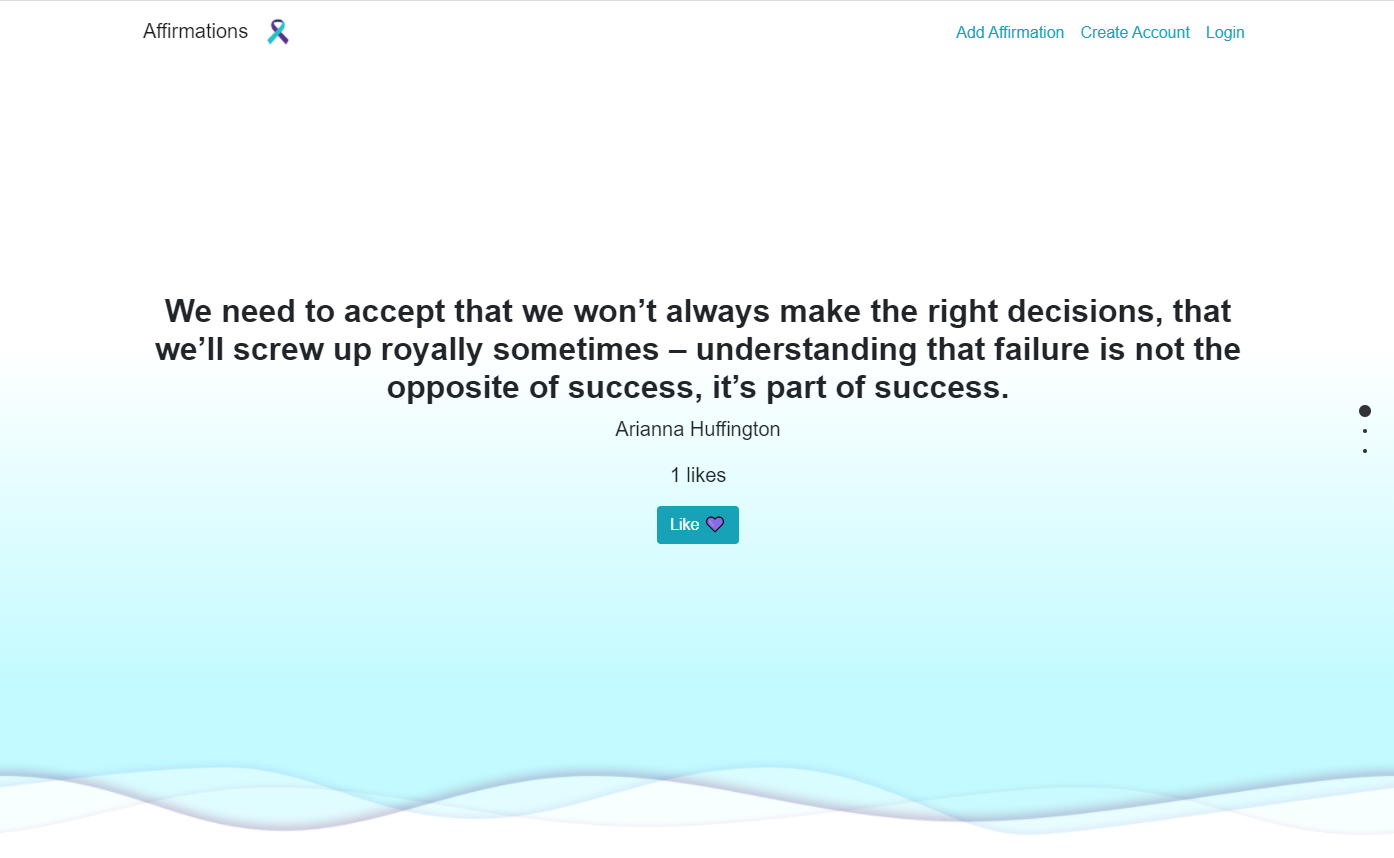 Affirmations
Add Affirmation Create Account Login
We need to accept that we won’t always make the right decisions, that
we’ll screw up royally sometimes – understanding that failure is not the
opposite of success, it’s part of success.
Arianna Huffington
1 likes
Like